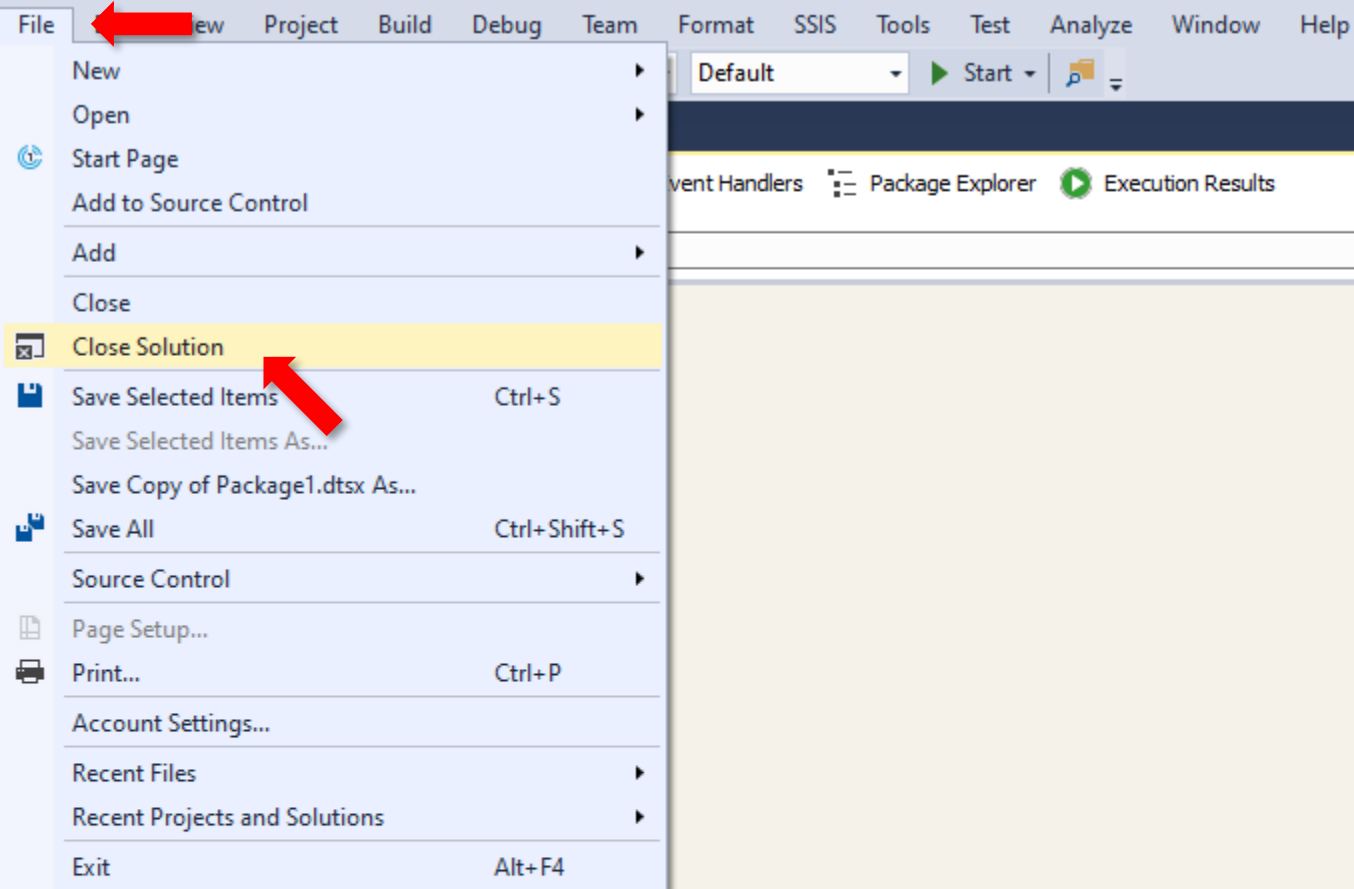 File ew Project Build Debug Team Format SSIS Tools Test Analyze Window Help
Default Start
vent Handlers Package Explorer Execution Results
New
Open
Start Page
Add to Source Control
Add
Close
Close Solution
Save Selected Items Ctrl+S
Save Selected Items As...
Save Copy of Package1.dtsx As...
Save All Ctrl+Shift+S
Source Control
Page Setup...
Print... Ctrl+P
Account Settings...
Recent Files
Recent Projects and Solutions
Exit Alt+F4